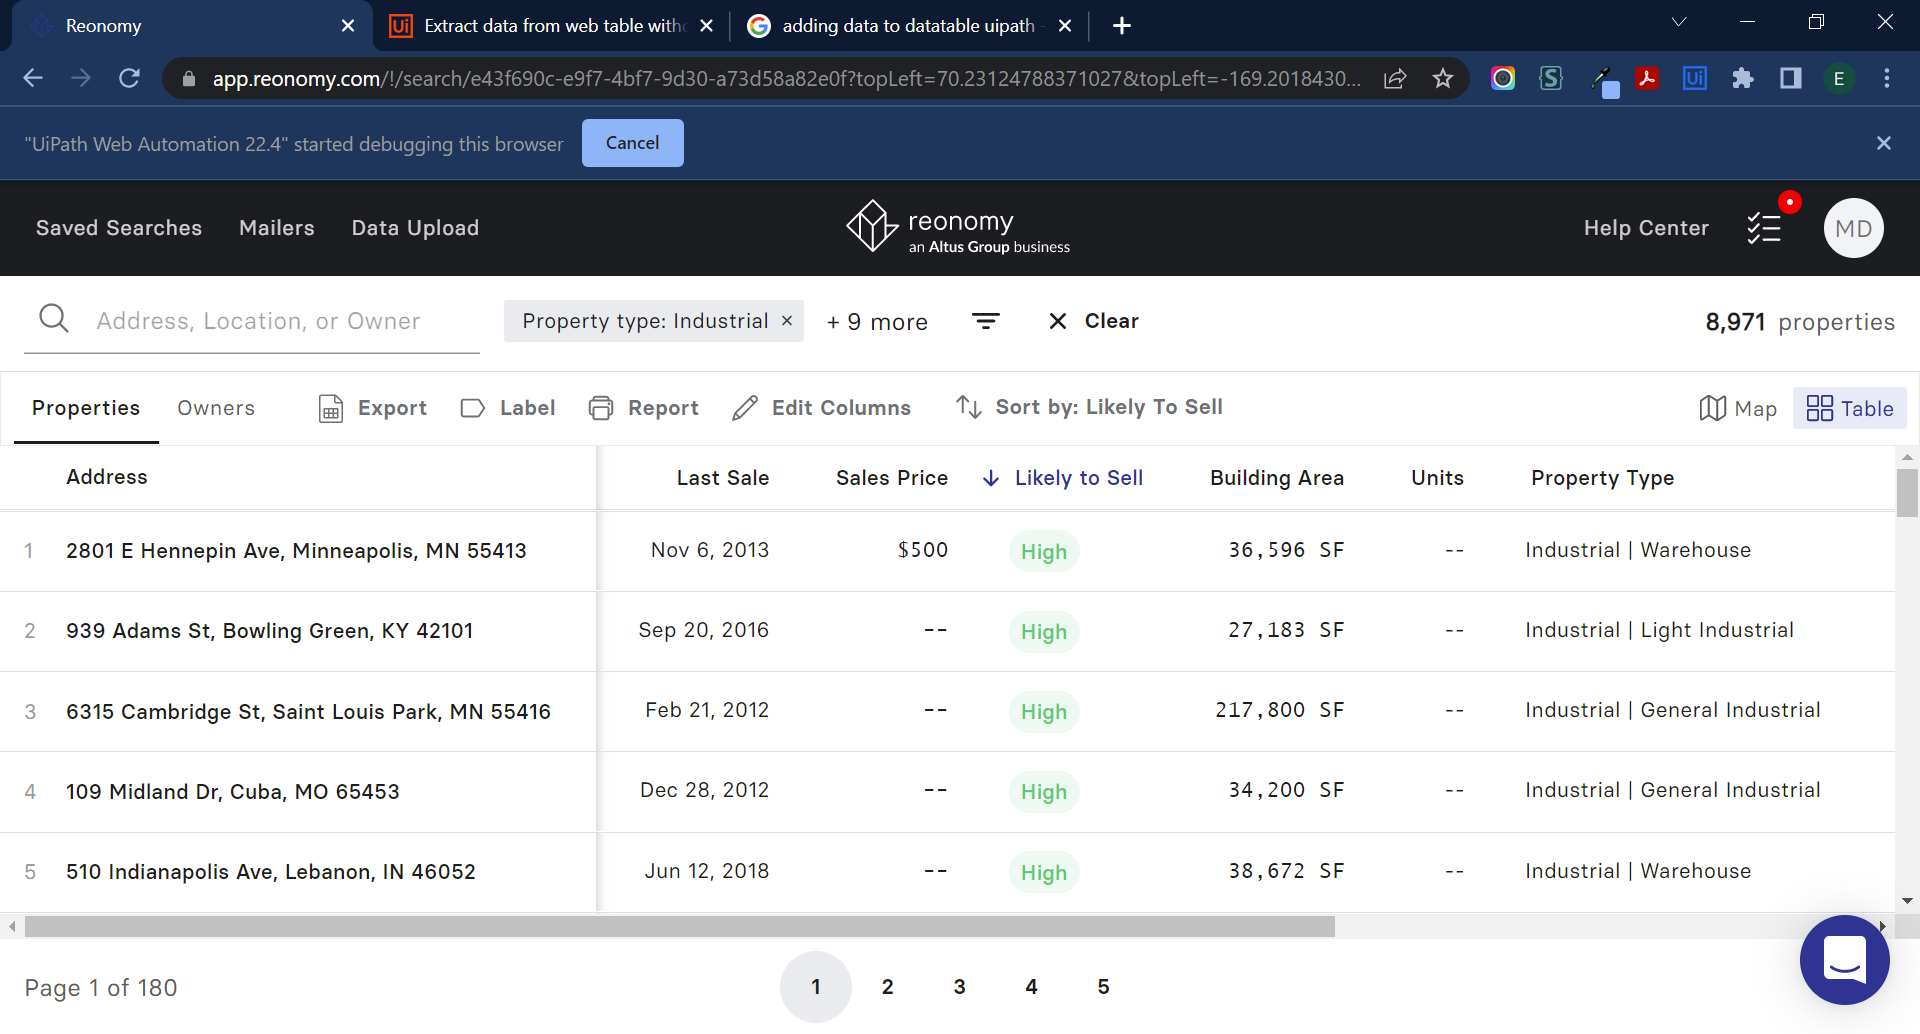 Reonomy
Extract data from web table with
adding data to datatable uipath -
app.reonomy.com/!/search/e43f690c-e9f7-4bf7-9d30-a73d58a82e0f?topLeft=70.23124788371027&topLeft=-169.2018430...
E
"UiPath Web Automation 22.4" started debugging this browser
Cancel
Saved Searches
Mailers
Data Upload
reonomy
an Altus Group business
Help Center
MD
Address, Location, or Owner
Property type: Industrial ×
+ 9 more
Clear
8,971 properties
Properties
Owners
Export
Label
Report
Edit Columns
Sort by: Likely To Sell
Map
Table
Address Last Sale Sales Price ↓ Likely to Sell Building Area Units Property Type
1 2801 E Hennepin Ave, Minneapolis, MN 55413 Nov 6, 2013 $500 High 36,596 SF -- Industrial | Warehouse
2 939 Adams St, Bowling Green, KY 42101 Sep 20, 2016 -- High 27,183 SF -- Industrial | Light Industrial
3 6315 Cambridge St, Saint Louis Park, MN 55416 Feb 21, 2012 -- High 217,800 SF -- Industrial | General Industrial
4 109 Midland Dr, Cuba, MO 65453 Dec 28, 2012 -- High 34,200 SF -- Industrial | General Industrial
5 510 Indianapolis Ave, Lebanon, IN 46052 Jun 12, 2018 -- High 38,672 SF -- Industrial | Warehouse
Page 1 of 180
1 2 3 4 5